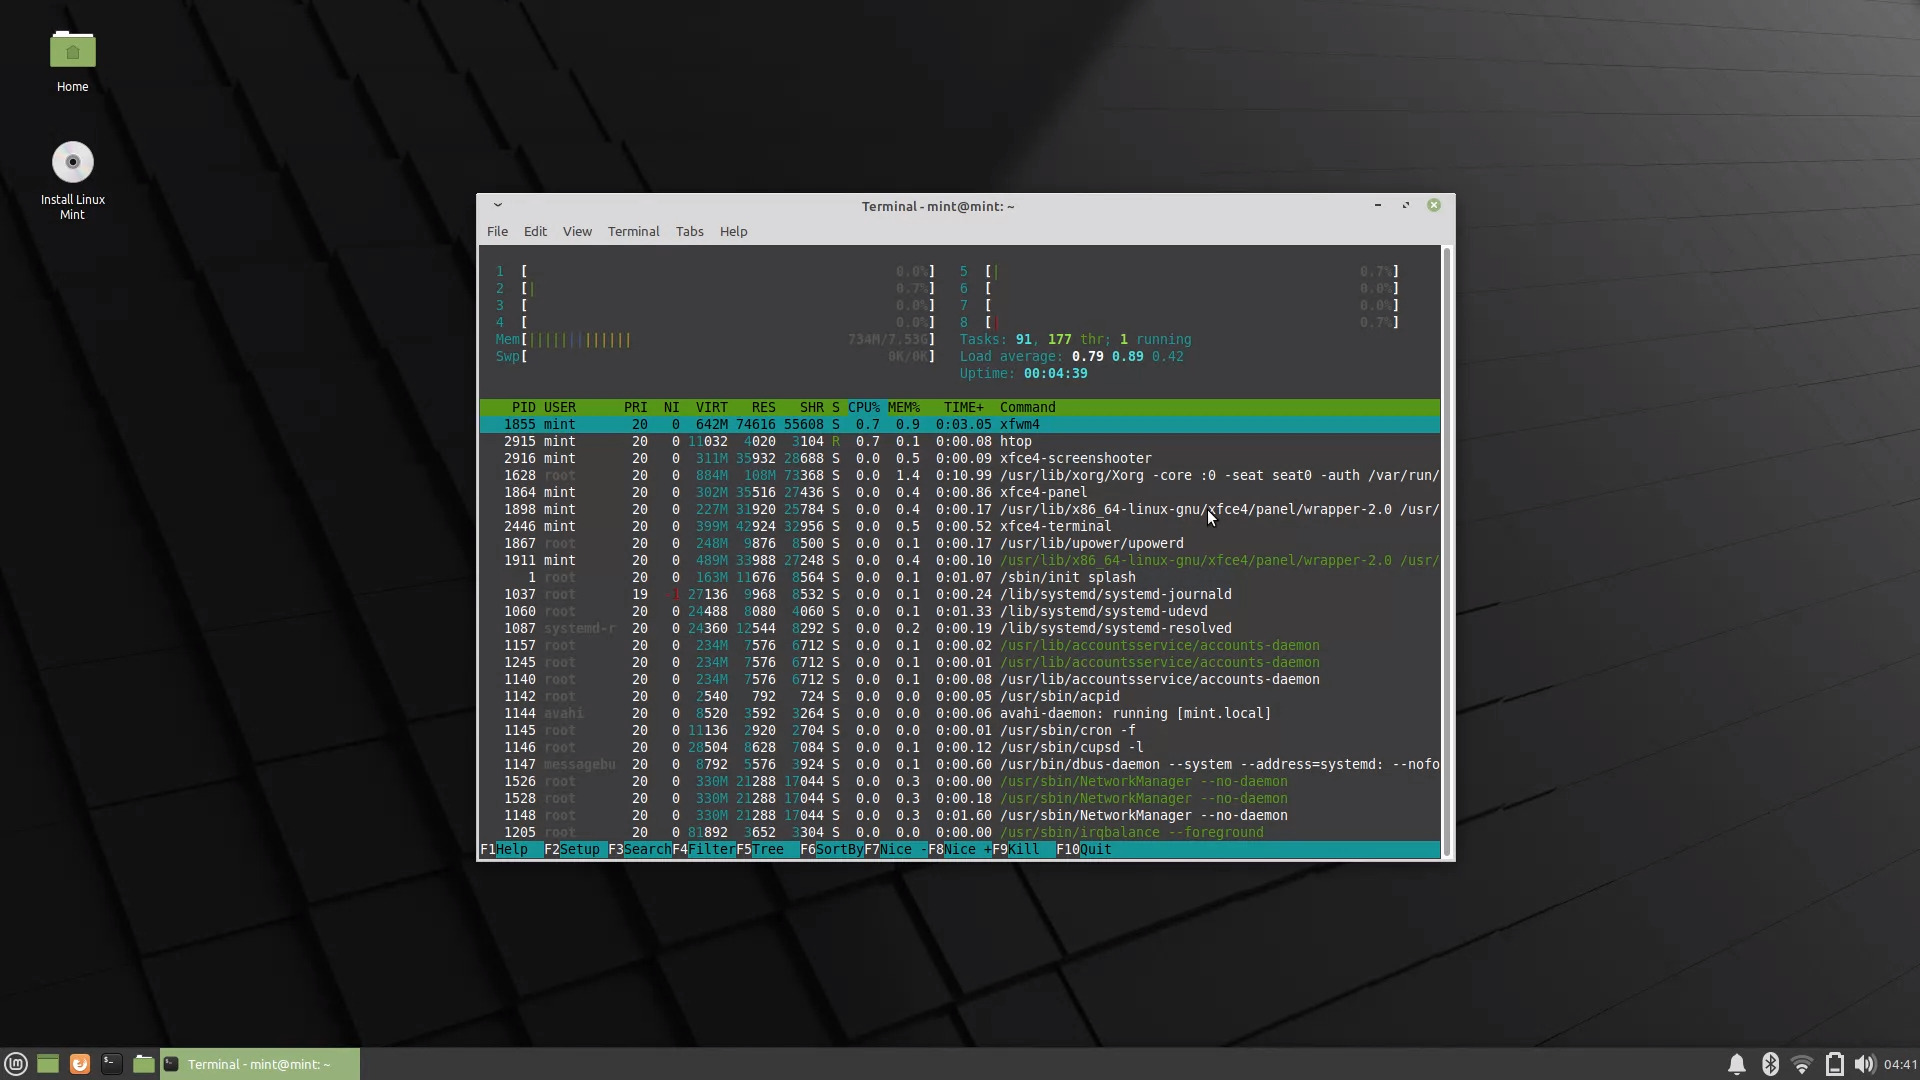 Home
Install Linux
Mint
Terminal - mint@mint: ~
File Edit View Terminal Tabs Help
1 [ 0.0%] 5 [| 0.7%]
2 [| 0.7%] 6 [ 0.0%]
3 [ 0.0%] 7 [ 0.0%]
4 [ 0.0%] 8 [| 0.7%]
Mem[||||||||||||| 734M/7.53G] Tasks: 91, 177 thr; 1 running
Swp[ 0K/0K] Load average: 0.79 0.89 0.42
Uptime: 00:04:39
PID USER PRI NI VIRT RES SHR S CPU% MEM% TIME+ Command
1855 mint 20 0 642M 74616 55608 S 0.7 0.9 0:03.05 xfwm4
2915 mint 20 0 11032 4020 3104 R 0.7 0.1 0:00.08 htop
2916 mint 20 0 311M 35932 28688 S 0.0 0.5 0:00.09 xfce4-screenshooter
1628 root 20 0 884M 108M 73368 S 0.0 1.4 0:10.99 /usr/lib/xorg/Xorg -core :0 -seat seat0 -auth /var/run/
1864 mint 20 0 302M 35516 27436 S 0.0 0.4 0:00.86 xfce4-panel
1898 mint 20 0 227M 31920 25784 S 0.0 0.4 0:00.17 /usr/lib/x86_64-linux-gnu/xfce4/panel/wrapper-2.0 /usr/
2446 mint 20 0 399M 42924 32956 S 0.0 0.5 0:00.52 xfce4-terminal
1867 root 20 0 248M 9876 8500 S 0.0 0.1 0:00.17 /usr/lib/upower/upowerd
1911 mint 20 0 489M 33988 27248 S 0.0 0.4 0:00.10 /usr/lib/x86_64-linux-gnu/xfce4/panel/wrapper-2.0 /usr/
1 root 20 0 163M 11676 8564 S 0.0 0.1 0:01.07 /sbin/init splash
1037 root 19 -1 27136 9968 8532 S 0.0 0.1 0:00.24 /lib/systemd/systemd-journald
1060 root 20 0 24488 8080 4060 S 0.0 0.1 0:01.33 /lib/systemd/systemd-udevd
1087 systemd-r 20 0 24360 12544 8292 S 0.0 0.2 0:00.19 /lib/systemd/systemd-resolved
1157 root 20 0 234M 7576 6712 S 0.0 0.1 0:00.02 /usr/lib/accountsservice/accounts-daemon
1245 root 20 0 234M 7576 6712 S 0.0 0.1 0:00.01 /usr/lib/accountsservice/accounts-daemon
1140 root 20 0 234M 7576 6712 S 0.0 0.1 0:00.08 /usr/lib/accountsservice/accounts-daemon
1142 root 20 0 2540 792 724 S 0.0 0.0 0:00.05 /usr/sbin/acpid
1144 avahi 20 0 8520 3592 3264 S 0.0 0.0 0:00.06 avahi-daemon: running [mint.local]
1145 root 20 0 11136 2920 2704 S 0.0 0.0 0:00.01 /usr/sbin/cron -f
1146 root 20 0 28504 8628 7084 S 0.0 0.1 0:00.12 /usr/sbin/cupsd -l
1147 messagebu 20 0 8792 5576 3924 S 0.0 0.1 0:00.60 /usr/bin/dbus-daemon --system --address=systemd: --nofo
1526 root 20 0 330M 21288 17044 S 0.0 0.3 0:00.00 /usr/sbin/NetworkManager --no-daemon
1528 root 20 0 330M 21288 17044 S 0.0 0.3 0:00.18 /usr/sbin/NetworkManager --no-daemon
1148 root 20 0 330M 21288 17044 S 0.0 0.3 0:01.60 /usr/sbin/NetworkManager --no-daemon
1205 root 20 0 81892 3652 3304 S 0.0 0.0 0:00.00 /usr/sbin/irqbalance --foreground
F1Help F2Setup F3SearchF4FilterF5Tree F6SortByF7Nice -F8Nice +F9Kill F10Quit
Terminal - mint@mint: ~
04:41